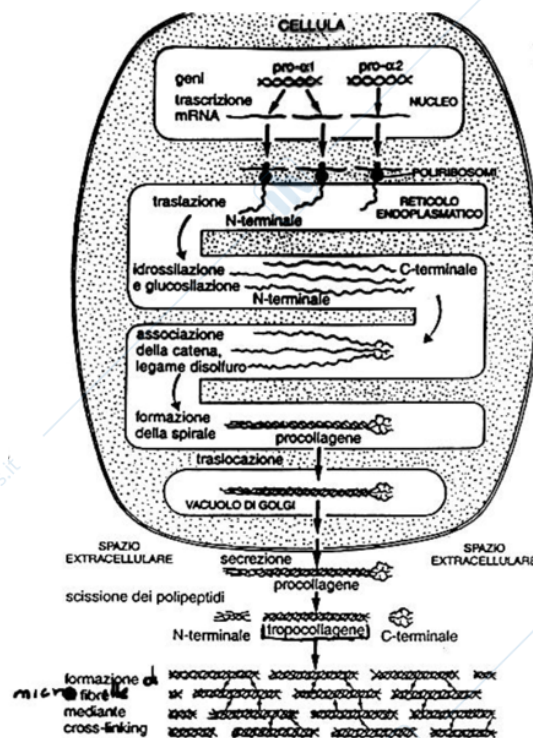 CELLULA
pro-α1 pro-α2
geni
trascrizione
mRNA
NUCLEO
POLIRIBOSOMI
traslazione
RETICOLO
ENDOPLASMATICO
N-terminale
idrossilazione
e glucosilazione
C-terminale
N-terminale
associazione
della catena,
legame disolfuro
formazione
della spirale
procollagene
traslocazione
VACUOLO DI GOLGI
SPAZIO
EXTRACELLULARE
SPAZIO
EXTRACELLULARE
secrezione
procollagene
scissione dei polipeptidi
N-terminale tropocollagene C-terminale
formazione di
micro fibrille
mediante
cross-linking
s.it